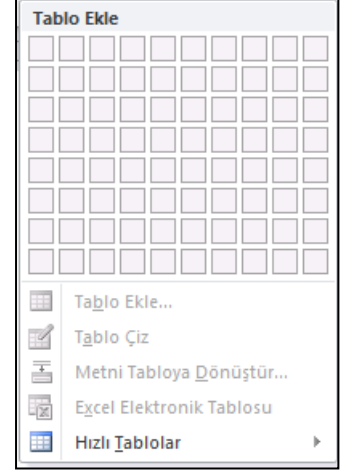 Tablo Ekle
Tablo Ekle...
Tablo Çiz
Metni Tabloya Dönüştür...
Excel Elektronik Tablosu
Hızlı Tablolar